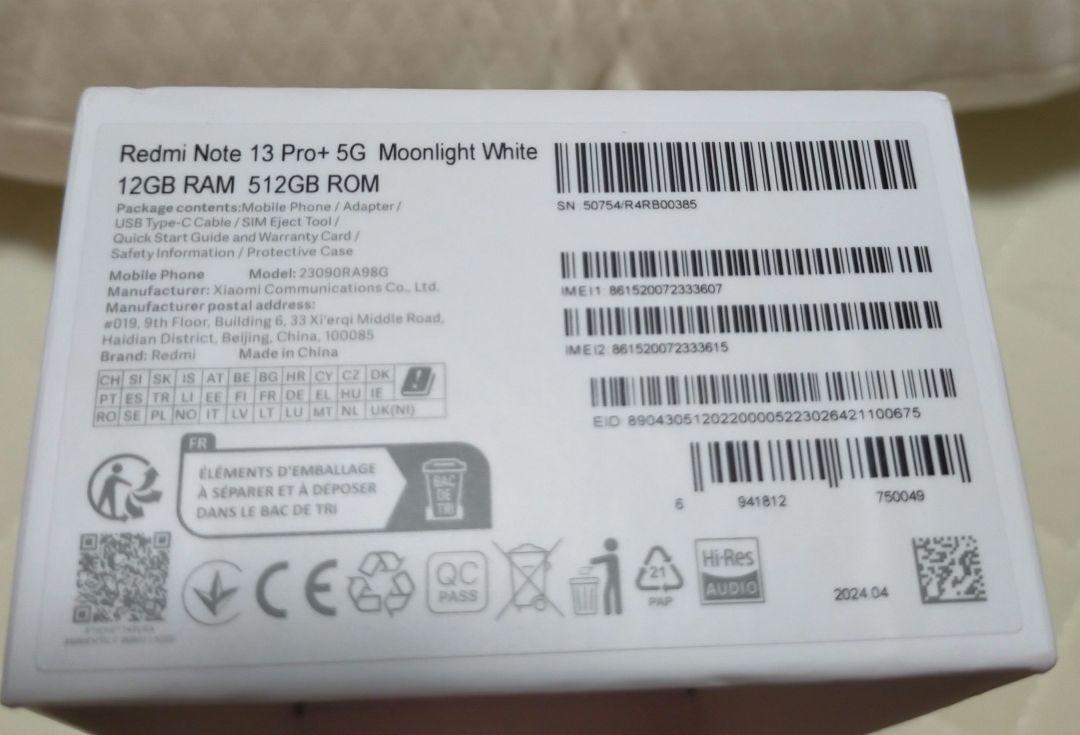 Redmi Note 13 Pro+ 5G Moonlight White
12GB RAM 512GB ROM
Package contents:Mobile Phone / Adapter /
USB Type-C Cable / SIM Eject Tool /
Quick Start Guide and Warranty Card /
Safety Information / Protective Case
Mobile Phone Model: 23090RA98G
Manufacturer: Xiaomi Communications Co., Ltd.
Manufacturer postal address:
#019, 9th Floor, Building 6, 33 Xi'erqi Middle Road,
Haidian District, Beijing, China, 100085
Brand: Redmi Made in China
CH SI SK IS AT BE BG HR CY CZ DK
PT ES TR LI EE FI FR DE EL HU IE
RO SE PL NO IT LV LT LU MT NL UK(NI)
FR
ÉLÉMENTS D'EMBALLAGE
À SÉPARER ET À DÉPOSER
DANS LE BAC DE TRI
BAC
DE
TRI
SN 50754/R4RB00385
IMEI1 861520072333607
IMEI2 861520072333615
EID 89043051202200005223026421100675
6 941812 750049
CE
QC
PASS
21
PAP
Hi-Res
AUDIO
2024.04